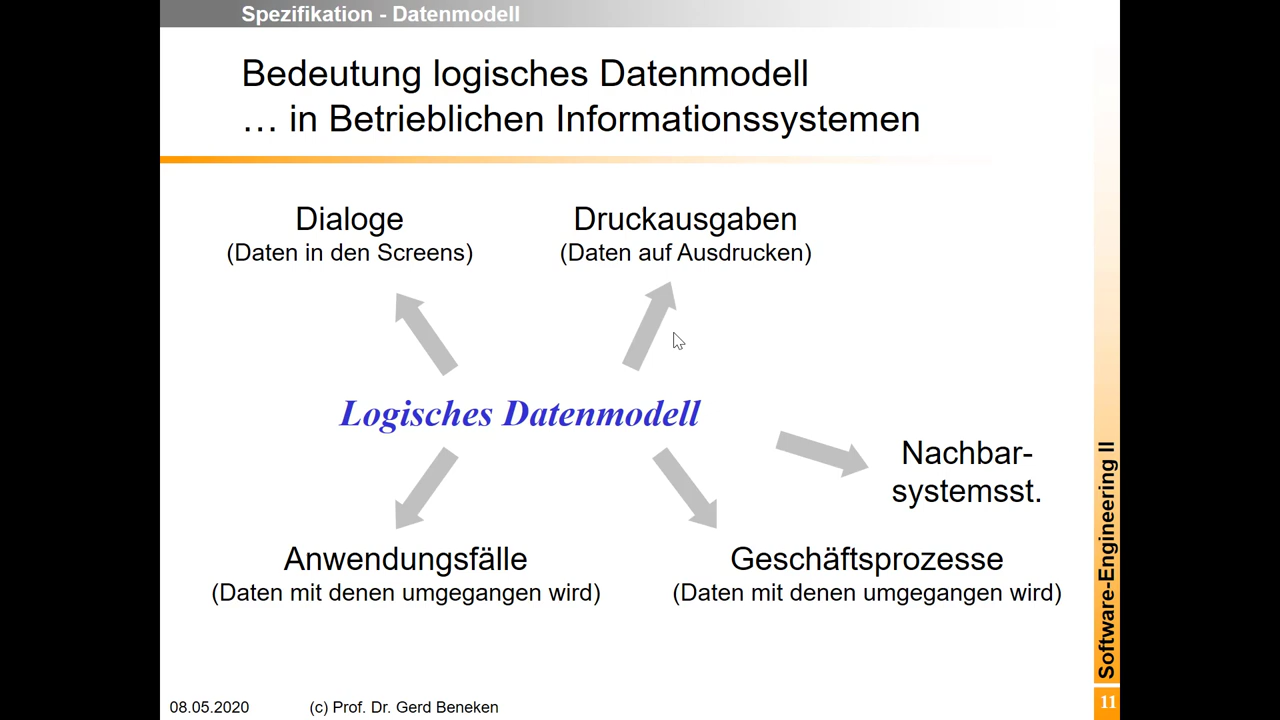 Spezifikation - Datenmodell
Bedeutung logisches Datenmodell
… in Betrieblichen Informationssystemen
Dialoge
(Daten in den Screens)
Druckausgaben
(Daten auf Ausdrucken)
Logisches Datenmodell
Nachbar-
systemsst.
Anwendungsfälle
(Daten mit denen umgegangen wird)
Geschäftsprozesse
(Daten mit denen umgegangen wird)
Software-Engineering II
08.05.2020
(c) Prof. Dr. Gerd Beneken
11